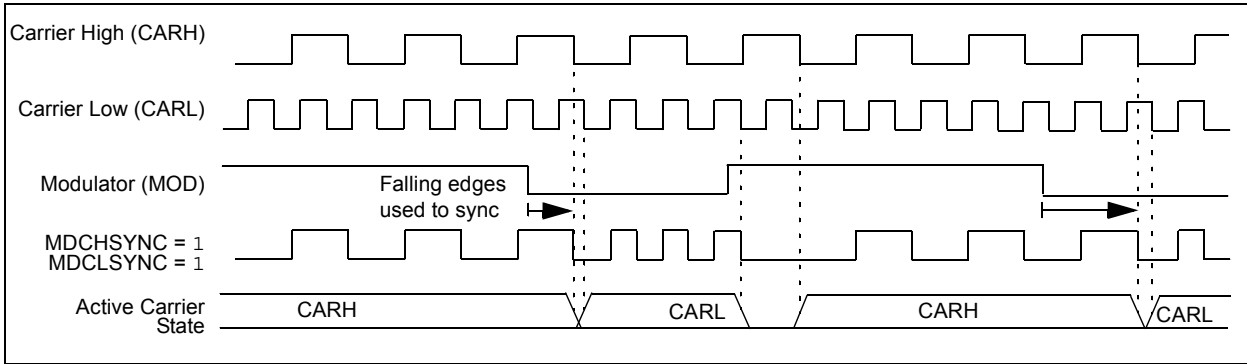 Carrier High (CARH)
Carrier Low (CARL)
Modulator (MOD)
Falling edges
used to sync
MDCHSYNC = 1
MDCLSYNC = 1
Active Carrier
State
CARH
CARL
CARH
CARL